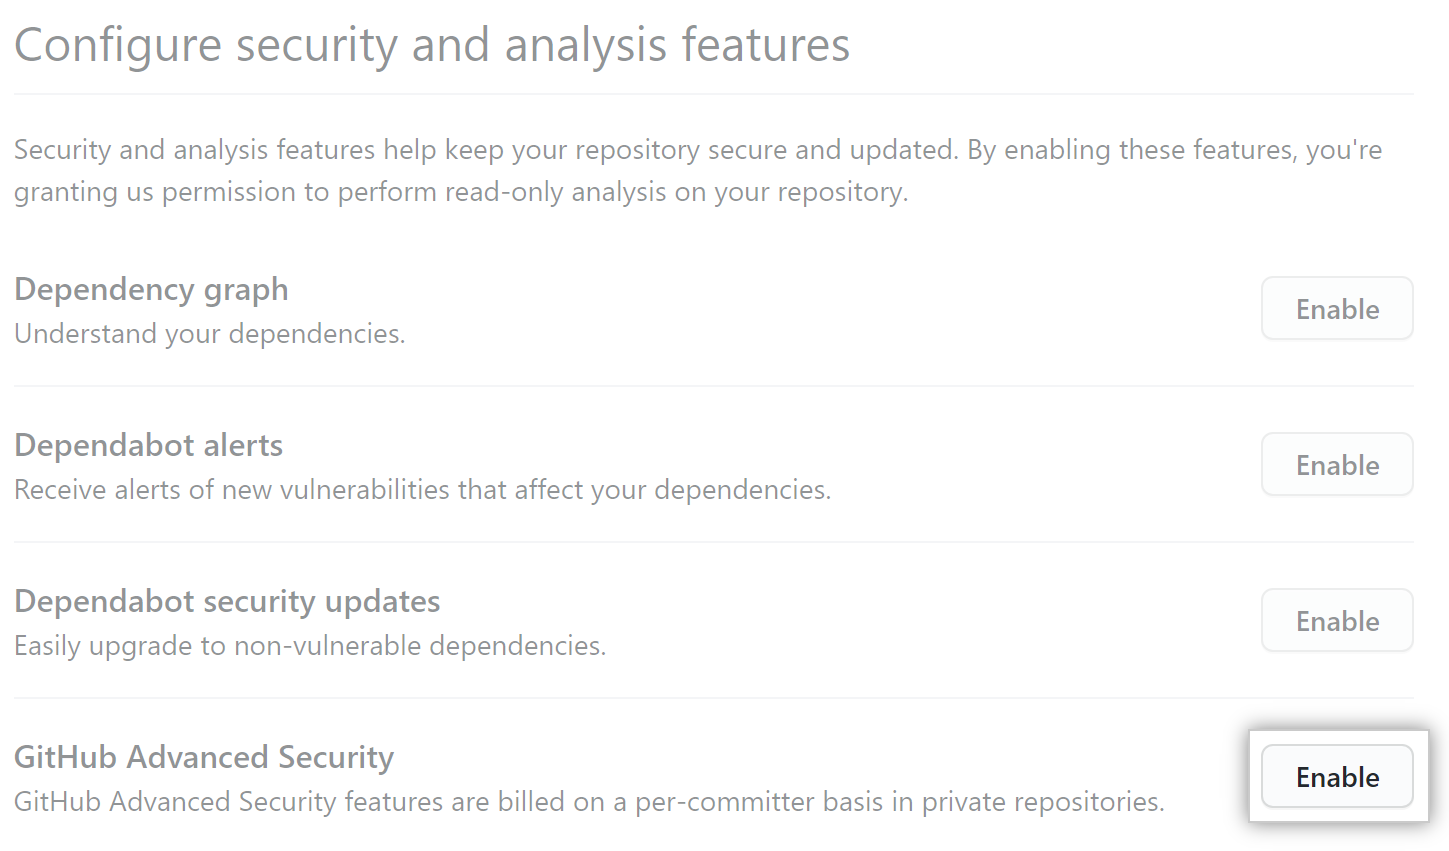 Configure security and analysis features
Security and analysis features help keep your repository secure and updated. By enabling these features, you're
granting us permission to perform read-only analysis on your repository.
Dependency graph
Enable
Understand your dependencies.
Dependabot alerts
Enable
Receive alerts of new vulnerabilities that affect your dependencies.
Dependabot security updates
Enable
Easily upgrade to non-vulnerable dependencies.
GitHub Advanced Security
Enable
GitHub Advanced Security features are billed on a per-committer basis in private repositories.